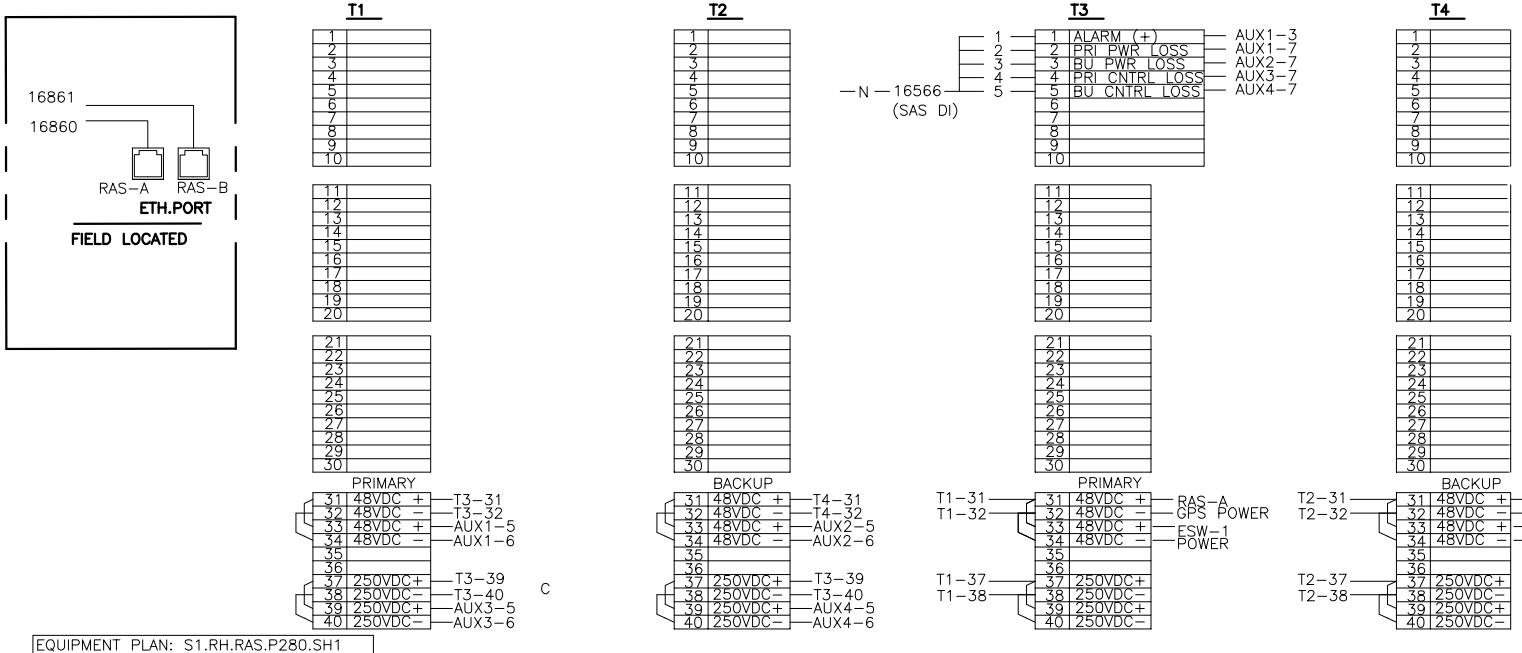 T1 T2 T3 T4
16861
16860
RAS-A RAS-B
ETH.PORT
FIELD LOCATED
1
2
3
4
5
6
7
8
9
10
11
12
13
14
15
16
17
18
19
20
21
22
23
24
25
26
27
28
29
30
PRIMARY
31 48VDC + T3-31
32 48VDC - T3-32
33 48VDC + AUX1-5
34 48VDC - AUX1-6
35
36
37 250VDC+ T3-39
38 250VDC- T3-40
39 250VDC+ AUX3-5
40 250VDC- AUX3-6
C
1
2
3
4
5
6
7
8
9
10
11
12
13
14
15
16
17
18
19
20
21
22
23
24
25
26
27
28
29
30
BACKUP
31 48VDC + T4-31
32 48VDC - T4-32
33 48VDC + AUX2-5
34 48VDC - AUX2-6
35
36
37 250VDC+ T3-39
38 250VDC- T3-40
39 250VDC+ AUX4-5
40 250VDC- AUX4-6
N 16566
(SAS DI)
1 1 ALARM (+) AUX1-3
2 2 PRI PWR LOSS AUX1-7
3 3 BU PWR LOSS AUX2-7
4 4 PRI CNTRL LOSS AUX3-7
5 5 BU CNTRL LOSS AUX4-7
6
7
8
9
10
11
12
13
14
15
16
17
18
19
20
21
22
23
24
25
26
27
28
29
30
PRIMARY
T1-31 31 48VDC + RAS-A
T1-32 32 48VDC - GPS POWER
33 48VDC + ESW-1
34 48VDC - POWER
35
36
T1-37 37 250VDC+
T1-38 38 250VDC-
39 250VDC+
40 250VDC-
1
2
3
4
5
6
7
8
9
10
11
12
13
14
15
16
17
18
19
20
21
22
23
24
25
26
27
28
29
30
BACKUP
T2-31 31 48VDC +
T2-32 32 48VDC -
33 48VDC +
34 48VDC -
35
36
T2-37 37 250VDC+
T2-38 38 250VDC-
39 250VDC+
40 250VDC-
EQUIPMENT PLAN: S1.RH.RAS.P280.SH1